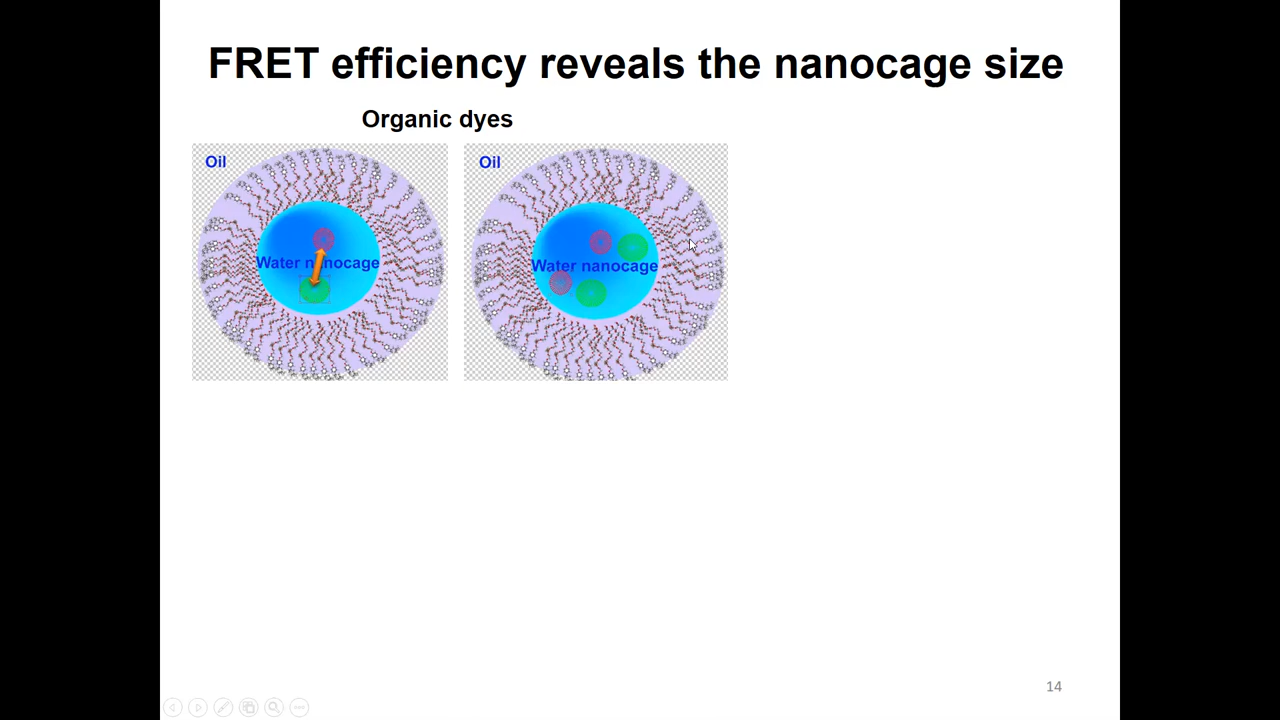 FRET efficiency reveals the nanocage size
Organic dyes
Oil
Water nanocage
Oil
Water nanocage
14